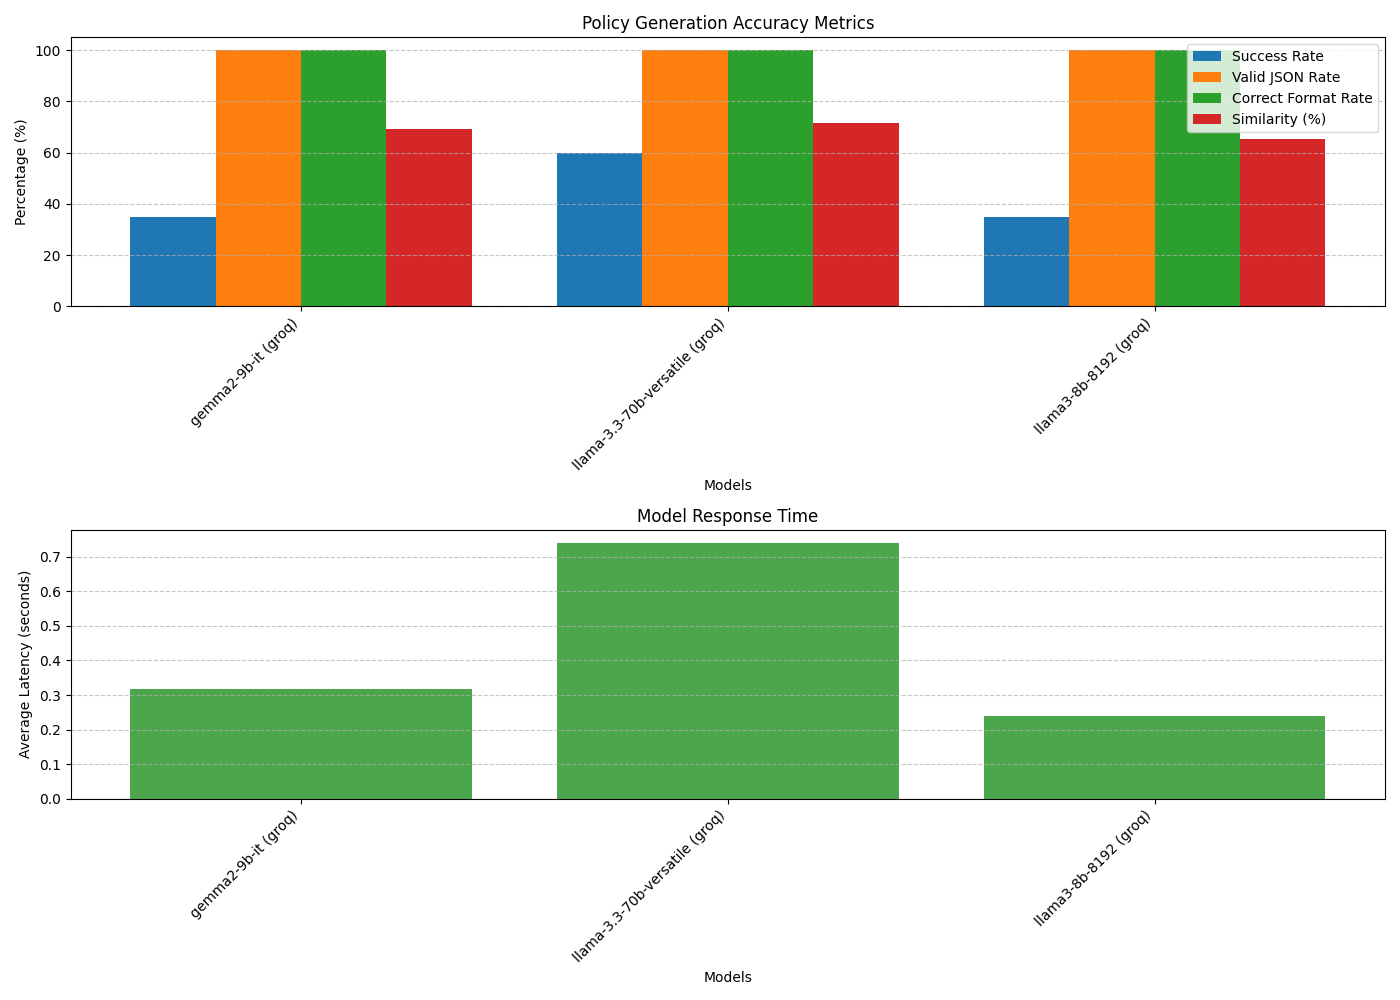 Policy Generation Accuracy Metrics
Percentage (%)
100
80
60
40
20
0
Success Rate
Valid JSON Rate
Correct Format Rate
Similarity (%)
gemma2-9b-it (groq)
llama-3.3-70b-versatile (groq)
llama3-8b-8192 (groq)
Models
Model Response Time
Average Latency (seconds)
0.7
0.6
0.5
0.4
0.3
0.2
0.1
0.0
gemma2-9b-it (groq)
llama-3.3-70b-versatile (groq)
llama3-8b-8192 (groq)
Models